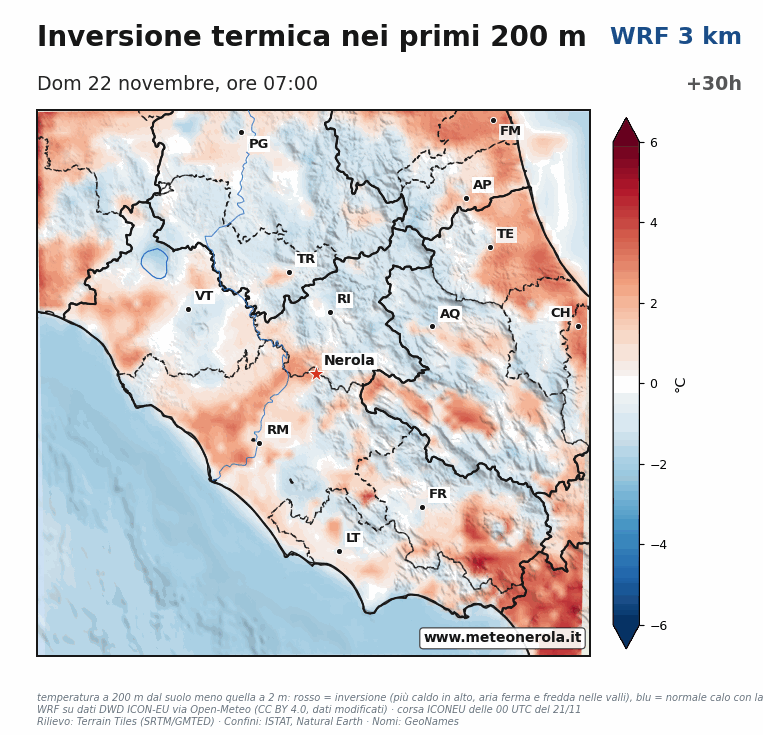 Inversione termica nei primi 200 m WRF 3 km
Dom 22 novembre, ore 07:00 +30h
FM
PG
AP
TE
TR
VT
RI
AQ
CH
Nerola
RM
FR
LT
6
4
2
0
−2
−4
−6
°C
www.meteonerola.it
temperatura a 200 m dal suolo meno quella a 2 m: rosso = inversione (più caldo in alto, aria ferma e fredda nelle valli), blu = normale calo con la
WRF su dati DWD ICON-EU via Open-Meteo (CC BY 4.0, dati modificati) · corsa ICONEU delle 00 UTC del 21/11
Rilievo: Terrain Tiles (SRTM/GMTED) · Confini: ISTAT, Natural Earth · Nomi: GeoNames